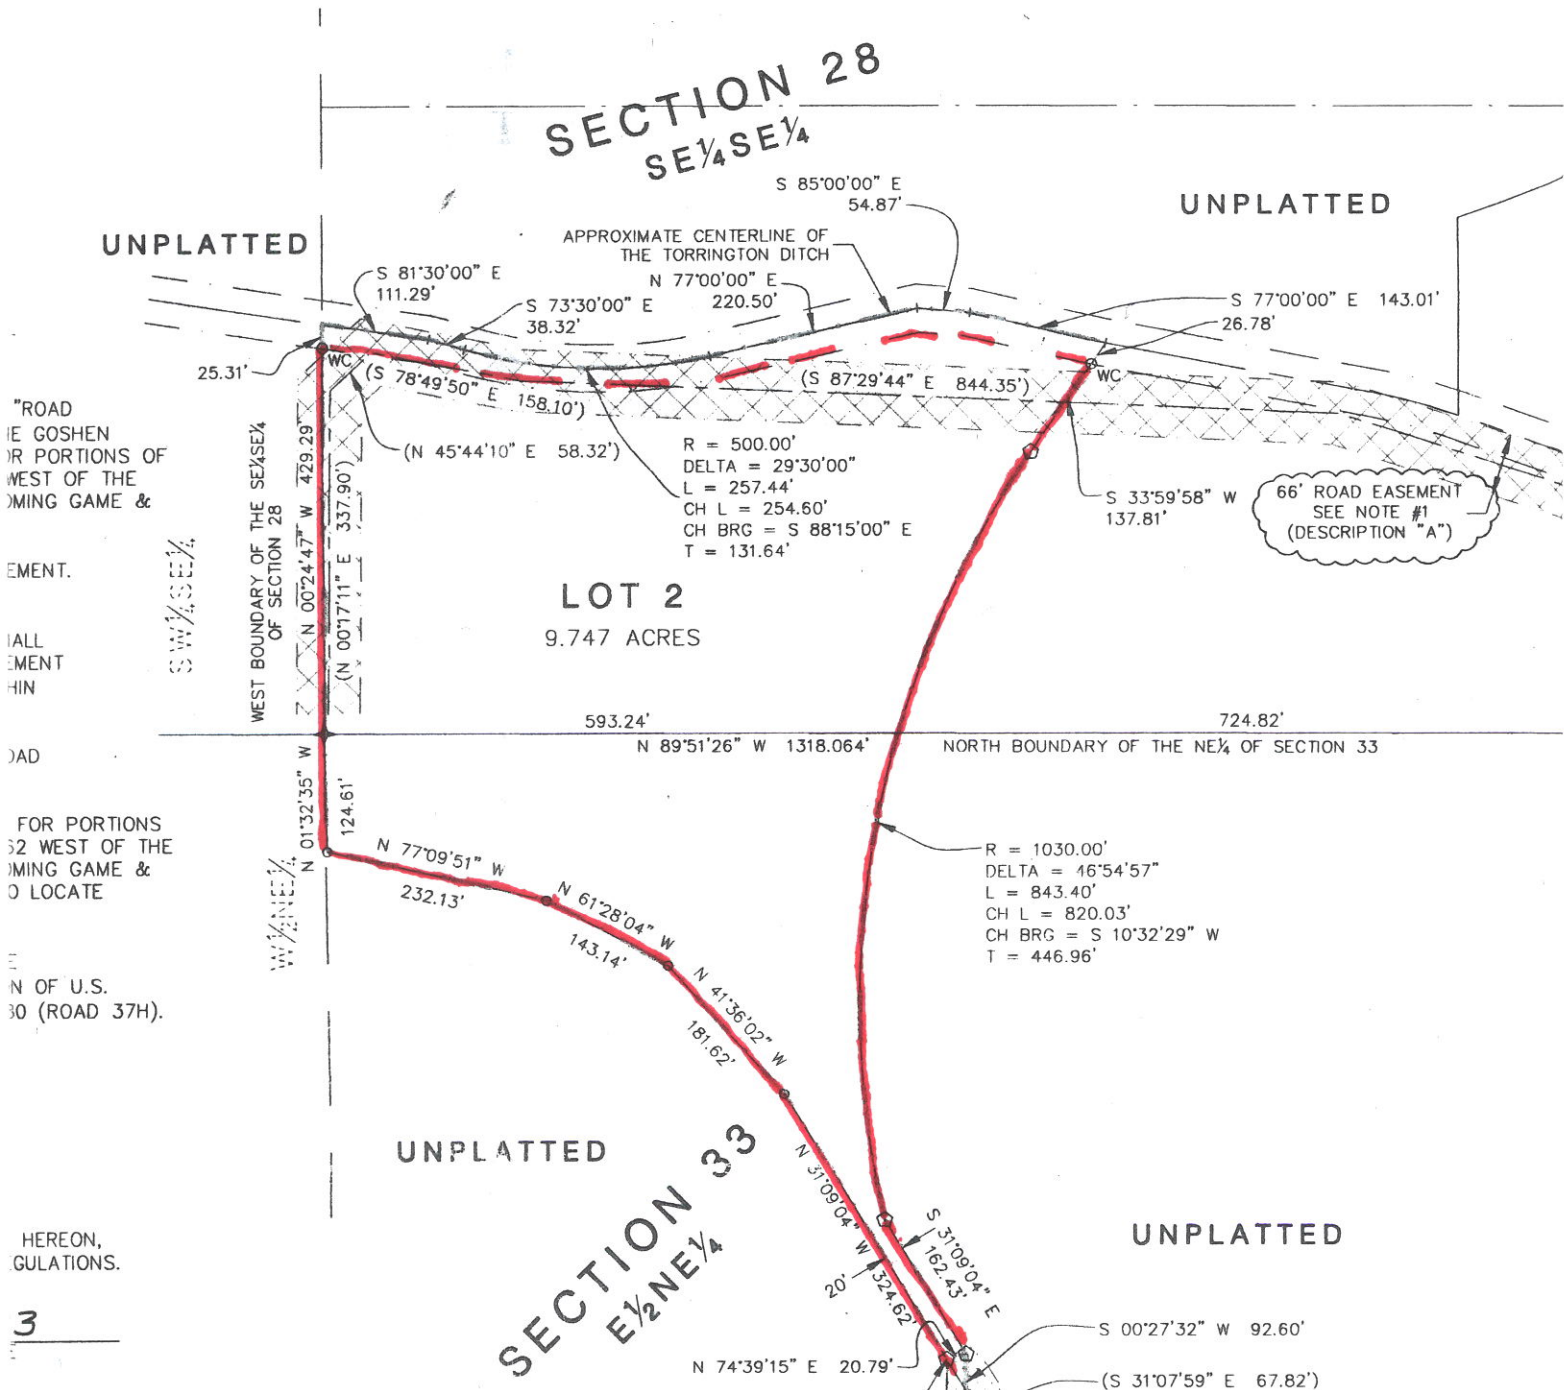 SECTION 28
SE¼SE¼
S 85°00'00" E
54.87'
UNPLATTED
UNPLATTED
APPROXIMATE CENTERLINE OF
THE TORRINGTON DITCH
N 77°00'00" E
220.50'
S 81°30'00" E
111.29'
S 73°30'00" E
38.32'
S 77°00'00" E 143.01'
26.78'
25.31'
WC
WC
(S 78°49'50" E 158.10')
(S 87°29'44" E 844.35')
(N 45°44'10" E 58.32')
R = 500.00'
DELTA = 29°30'00"
L = 257.44'
CH L = 254.60'
CH BRG = S 88°15'00" E
T = 131.64'
S 33°59'58" W
137.81'
66' ROAD EASEMENT
SEE NOTE #1
(DESCRIPTION "A")
"ROAD
GOSHEN
OR PORTIONS OF
WEST OF THE
OMING GAME &
EMENT.
EMENT
HIN
OAD
FOR PORTIONS
62 WEST OF THE
OMING GAME &
O LOCATE
N OF U.S.
30 (ROAD 37H).
HEREON,
GULATIONS.
3
SW¼SE¼
WEST BOUNDARY OF THE SE¼SE¼
OF SECTION 28
N 00°24'47" W 429.29'
(N 00°17'11" E 337.90')
LOT 2
9.747 ACRES
593.24'
724.82'
N 89°51'26" W 1318.064'
NORTH BOUNDARY OF THE NE¼ OF SECTION 33
N 01°32'35" W
124.61'
W½NE¼
N 77°09'51" W
232.13'
N 61°28'04" W
143.14'
N 41°36'02" W
181.62'
R = 1030.00'
DELTA = 46°54'57"
L = 843.40'
CH L = 820.03'
CH BRG = S 10°32'29" W
T = 446.96'
UNPLATTED
SECTION 33
E½NE¼
N 31°09'04" W 324.62'
20'
S 31°09'04" E
162.43'
UNPLATTED
S 00°27'32" W 92.60'
N 74°39'15" E 20.79'
(S 31°07'59" E 67.82')